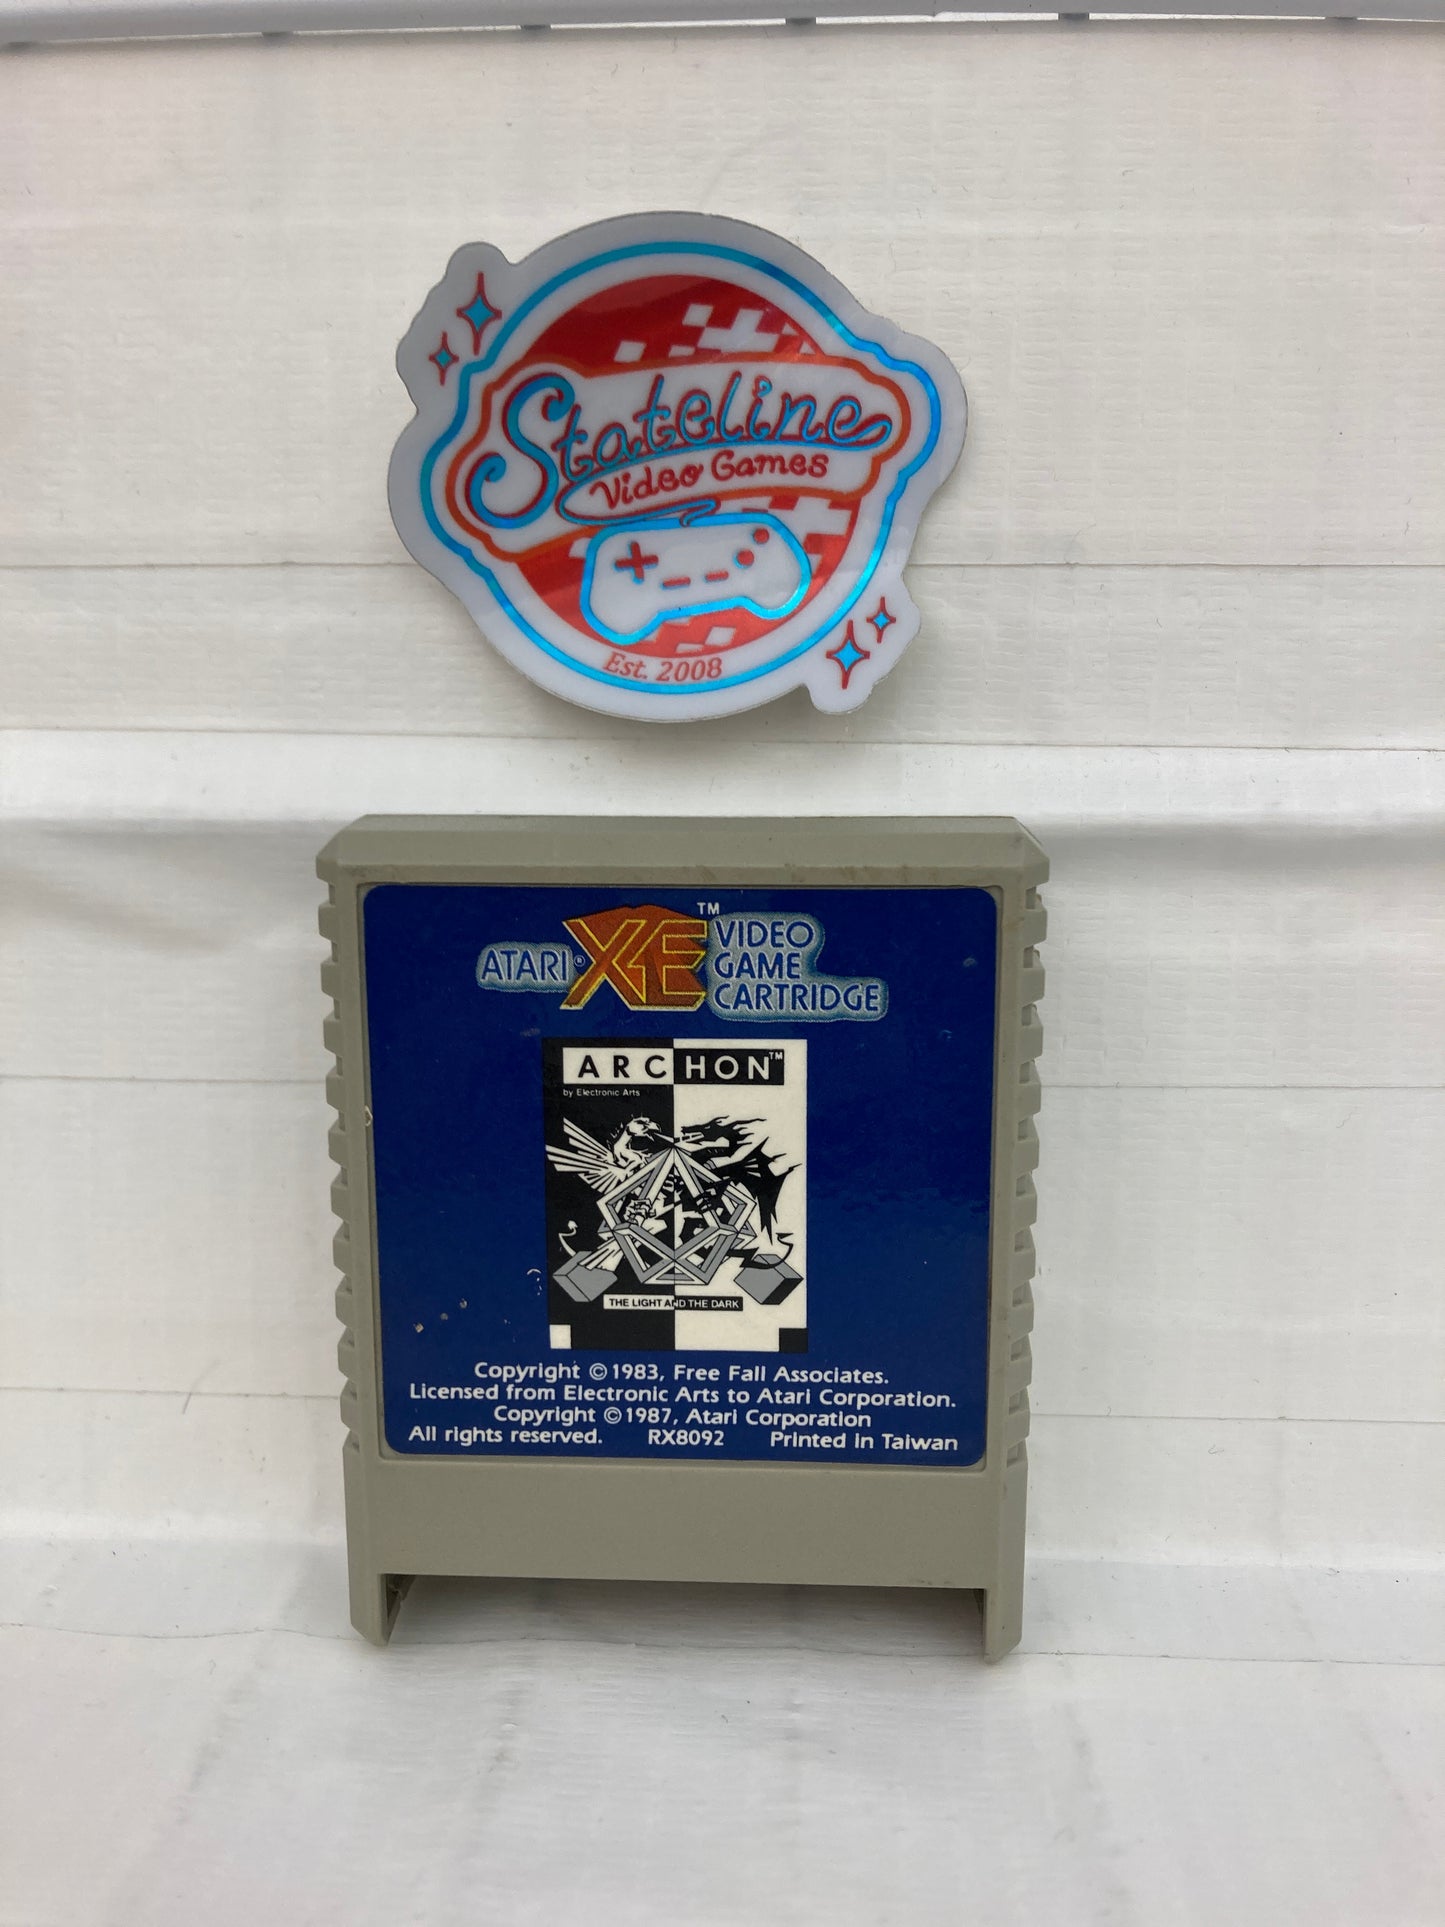 Stateline
Video Games
Est. 2008
ATARI® XE™ VIDEO
GAME
CARTRIDGE
ARCHON™
by Electronic Arts
THE LIGHT AND THE DARK
Copyright © 1983, Free Fall Associates.
Licensed from Electronic Arts to Atari Corporation.
Copyright © 1987, Atari Corporation
All rights reserved. RX8092 Printed in Taiwan